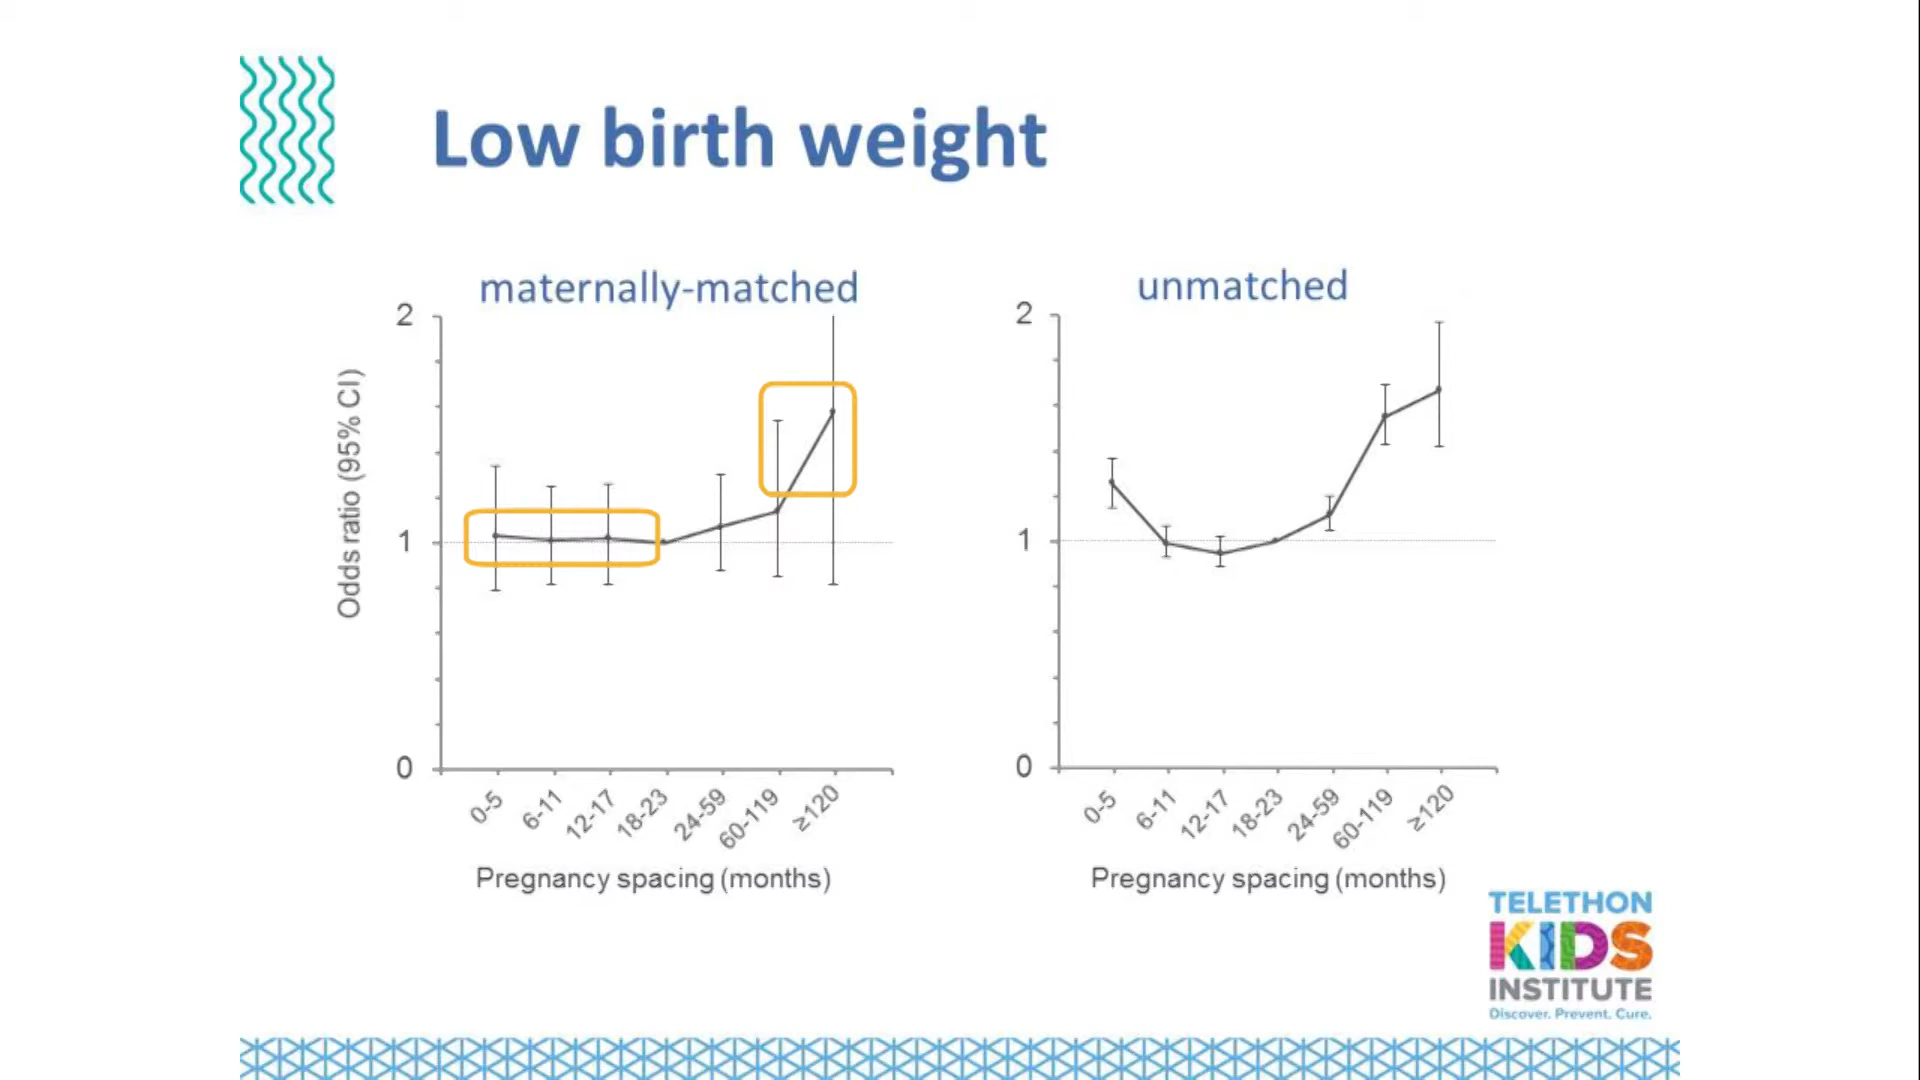 Low birth weight
maternally-matched
2
1
0
Odds ratio (95% CI)
0-5
6-11
12-17
18-23
24-59
60-119
≥120
Pregnancy spacing (months)
unmatched
2
1
0
0-5
6-11
12-17
18-23
24-59
60-119
≥120
Pregnancy spacing (months)
TELETHON
KIDS
INSTITUTE
Discover. Prevent. Cure.